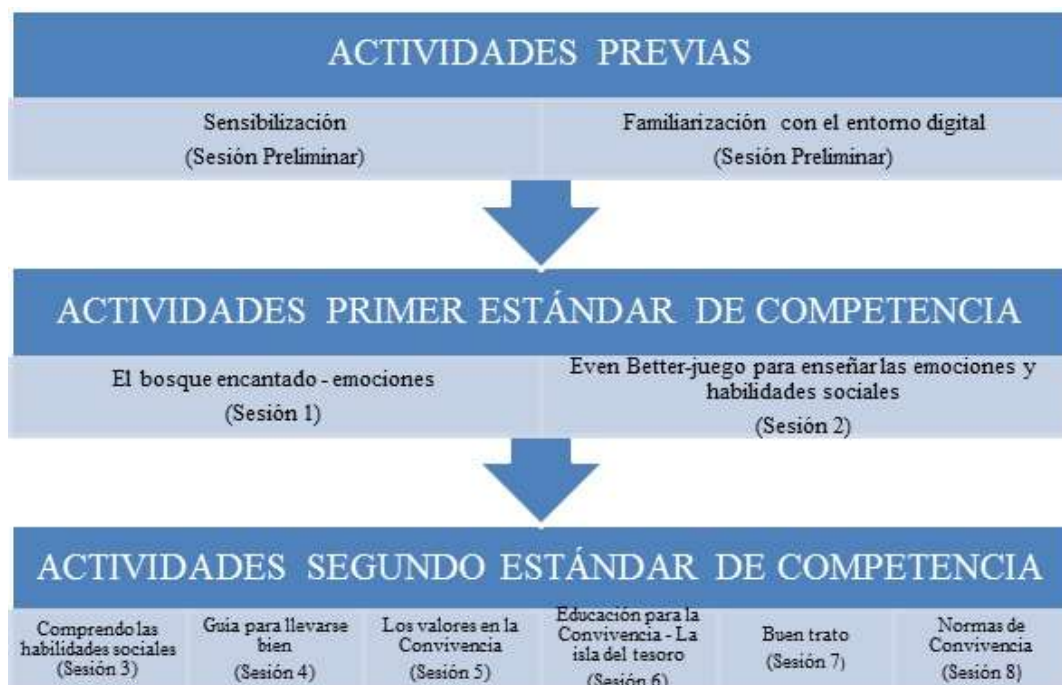 ACTIVIDADES PREVIAS
Sensibilización
(Sesión Preliminar)
Familiarización con el entorno digital
(Sesión Preliminar)
ACTIVIDADES PRIMER ESTÁNDAR DE COMPETENCIA
El bosque encantado - emociones
(Sesión 1)
Even Better-juego para enseñar las emociones y
habilidades sociales
(Sesión 2)
ACTIVIDADES SEGUNDO ESTÁNDAR DE COMPETENCIA
Comprendo las
habilidades sociales
(Sesión 3)
Guía para llevarse
bien
(Sesión 4)
Los valores en la
Convivencia
(Sesión 5)
Educación para la
Convivencia - La
isla del tesoro
(Sesión 6)
Buen trato
(Sesión 7)
Normas de
Convivencia
(Sesión 8)